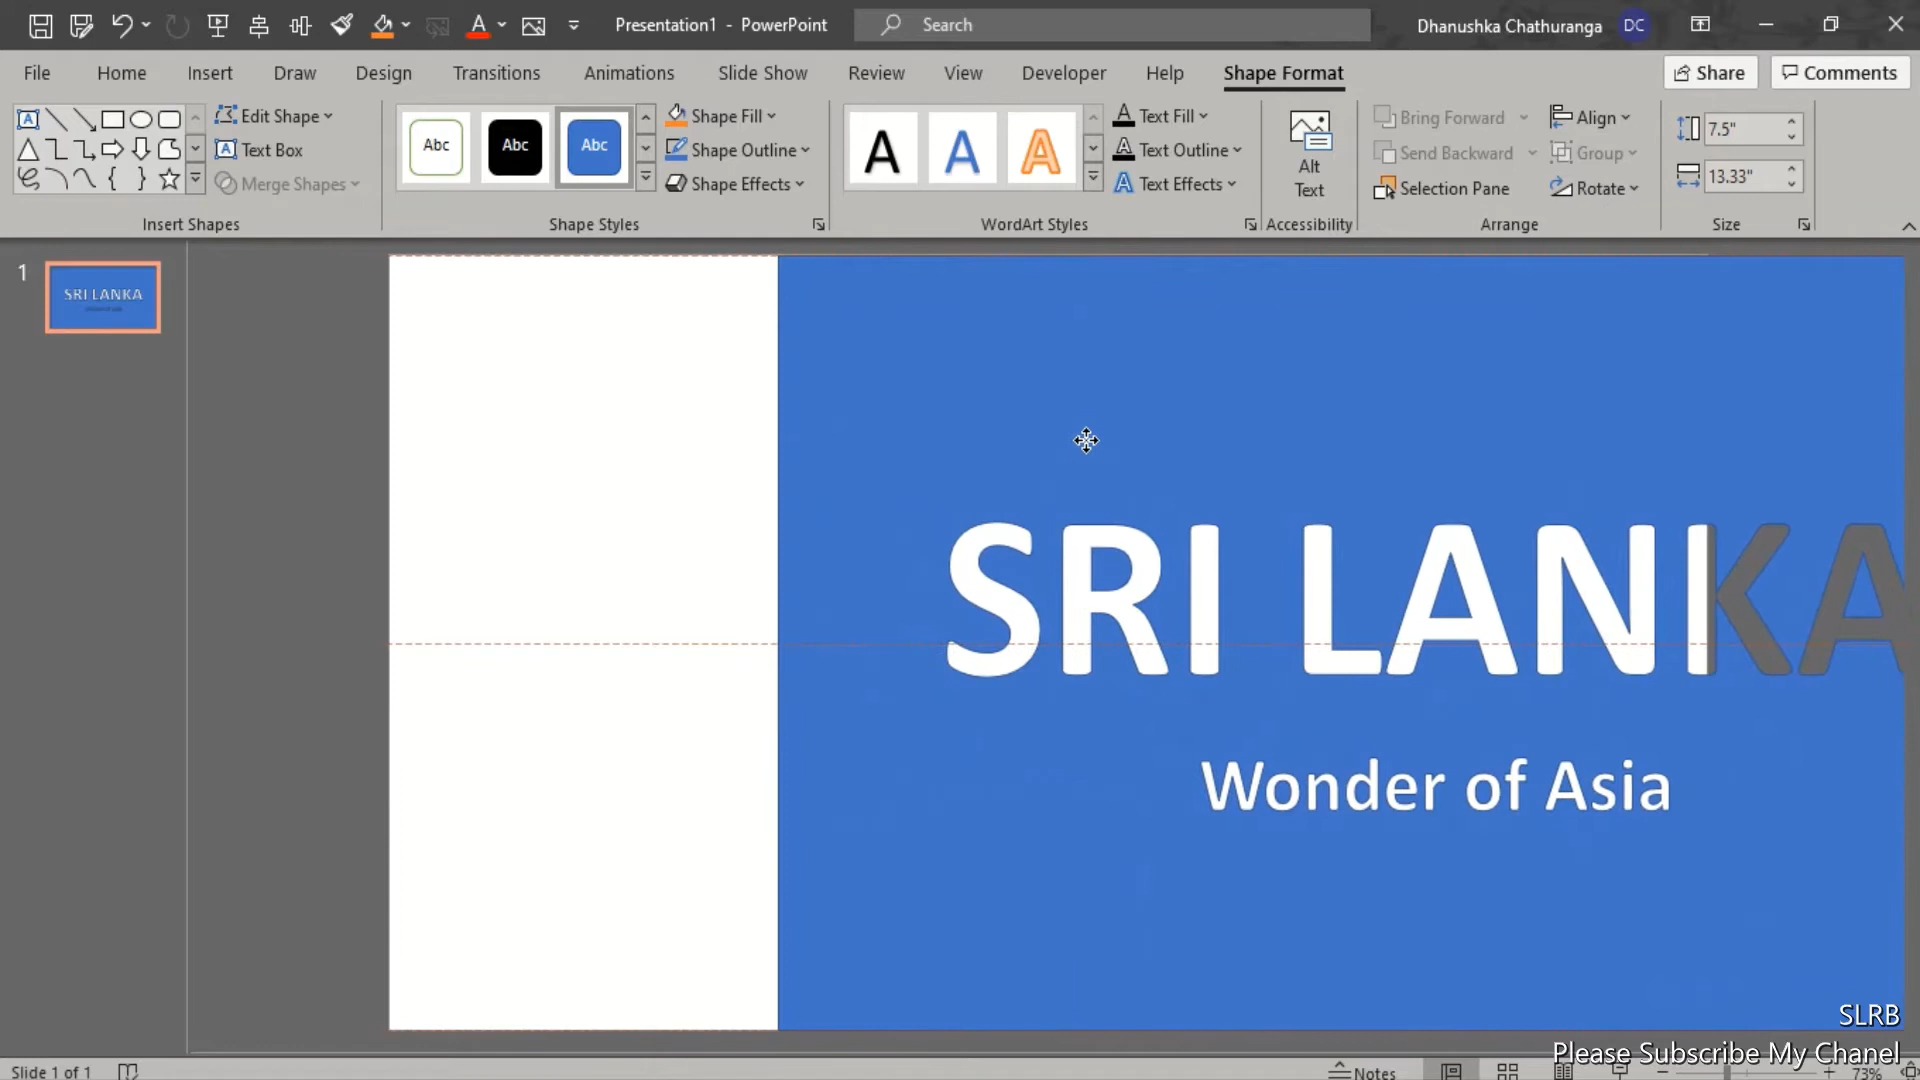 Presentation1 - PowerPoint
Search
Dhanushka Chathuranga DC
File Home Insert Draw Design Transitions Animations Slide Show Review View Developer Help Shape Format Share Comments
Edit Shape
Text Box
Merge Shapes
Insert Shapes
Abc Abc Abc
Shape Fill
Shape Outline
Shape Effects
Shape Styles
A A A
Text Fill
Text Outline
Text Effects
WordArt Styles
Alt
Text
Accessibility
Bring Forward
Send Backward
Selection Pane
Align
Group
Rotate
Arrange
7.5"
13.33"
Size
1
SRI LANKA
SRI LANKA
Wonder of Asia
SLRB
Please Subscribe My Chanel
Slide 1 of 1
Notes
73%